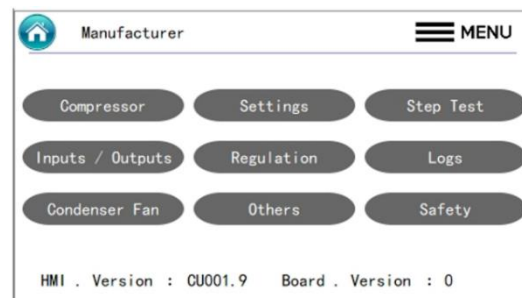 Manufacturer MENU
Compressor Settings Step Test
Inputs / Outputs Regulation Logs
Condenser Fan Others Safety
HMI . Version : CU001.9 Board . Version : 0